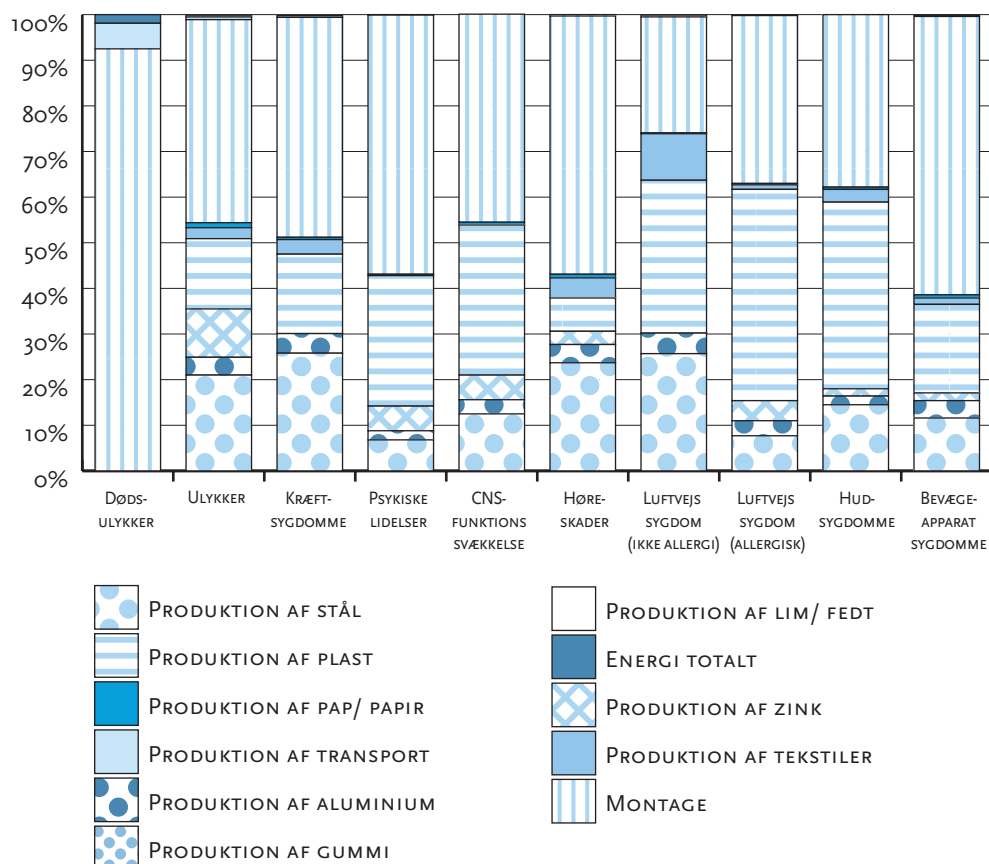 100%
90%
80%
70%
60%
50%
40%
30%
20%
10%
0%
Døds-
ulykker
Ulykker
Kræft-
sygdomme
Psykiske
lidelser
CNS-
funktions
svækkelse
Høre-
skader
Luftvejs
sygdom
(ikke allergi)
Luftvejs
sygdom
(allergisk)
Hud-
sygdomme
Bevæge-
apparat
sygdomme
Produktion af stål
Produktion af plast
Produktion af pap/ papir
Produktion af transport
Produktion af aluminium
Produktion af gummi
Produktion af lim/ fedt
Energi totalt
Produktion af zink
Produktion af tekstiler
Montage